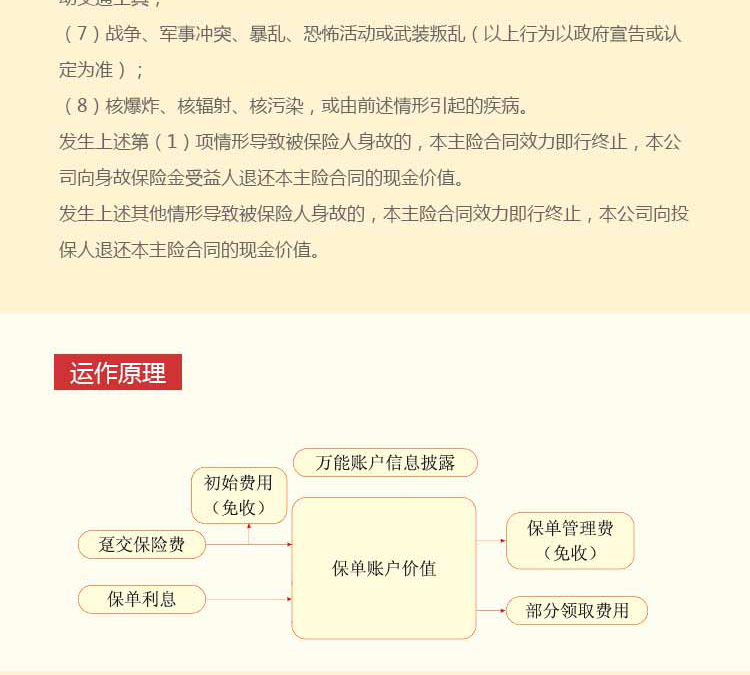 动交通工具；
（7）战争、军事冲突、暴乱、恐怖活动或武装叛乱（以上行为以政府宣告或认
定为准）；
（8）核爆炸、核辐射、核污染，或由前述情形引起的疾病。
发生上述第（1）项情形导致被保险人身故的，本主险合同效力即行终止，本公
司向身故保险金受益人退还本主险合同的现金价值。
发生上述其他情形导致被保险人身故的，本主险合同效力即行终止，本公司向投
保人退还本主险合同的现金价值。
运作原理
万能账户信息披露
初始费用
（免收）
趸交保险费
保单利息
保单账户价值
保单管理费
（免收）
部分领取费用